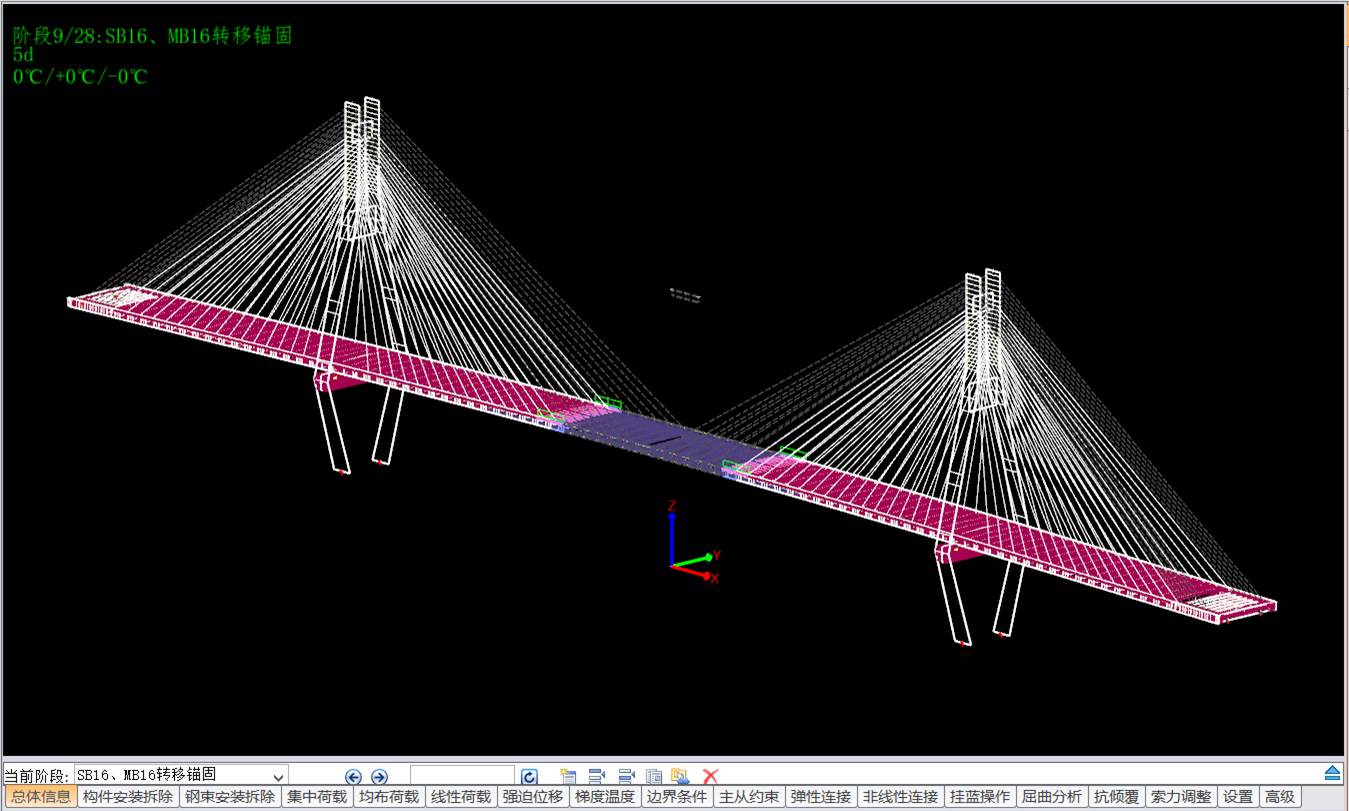 阶段9/28:SB16、MB16转移锚固
5d
0℃/+0℃/-0℃
Z
Y
X
当前阶段: SB16、MB16转移锚固
总体信息 构件安装拆除 钢束安装拆除 集中荷载 均布荷载 线性荷载 强迫位移 梯度温度 边界条件 主从约束 弹性连接 非线性连接 挂蓝操作 屈曲分析 抗倾覆 索力调整 设置 高级